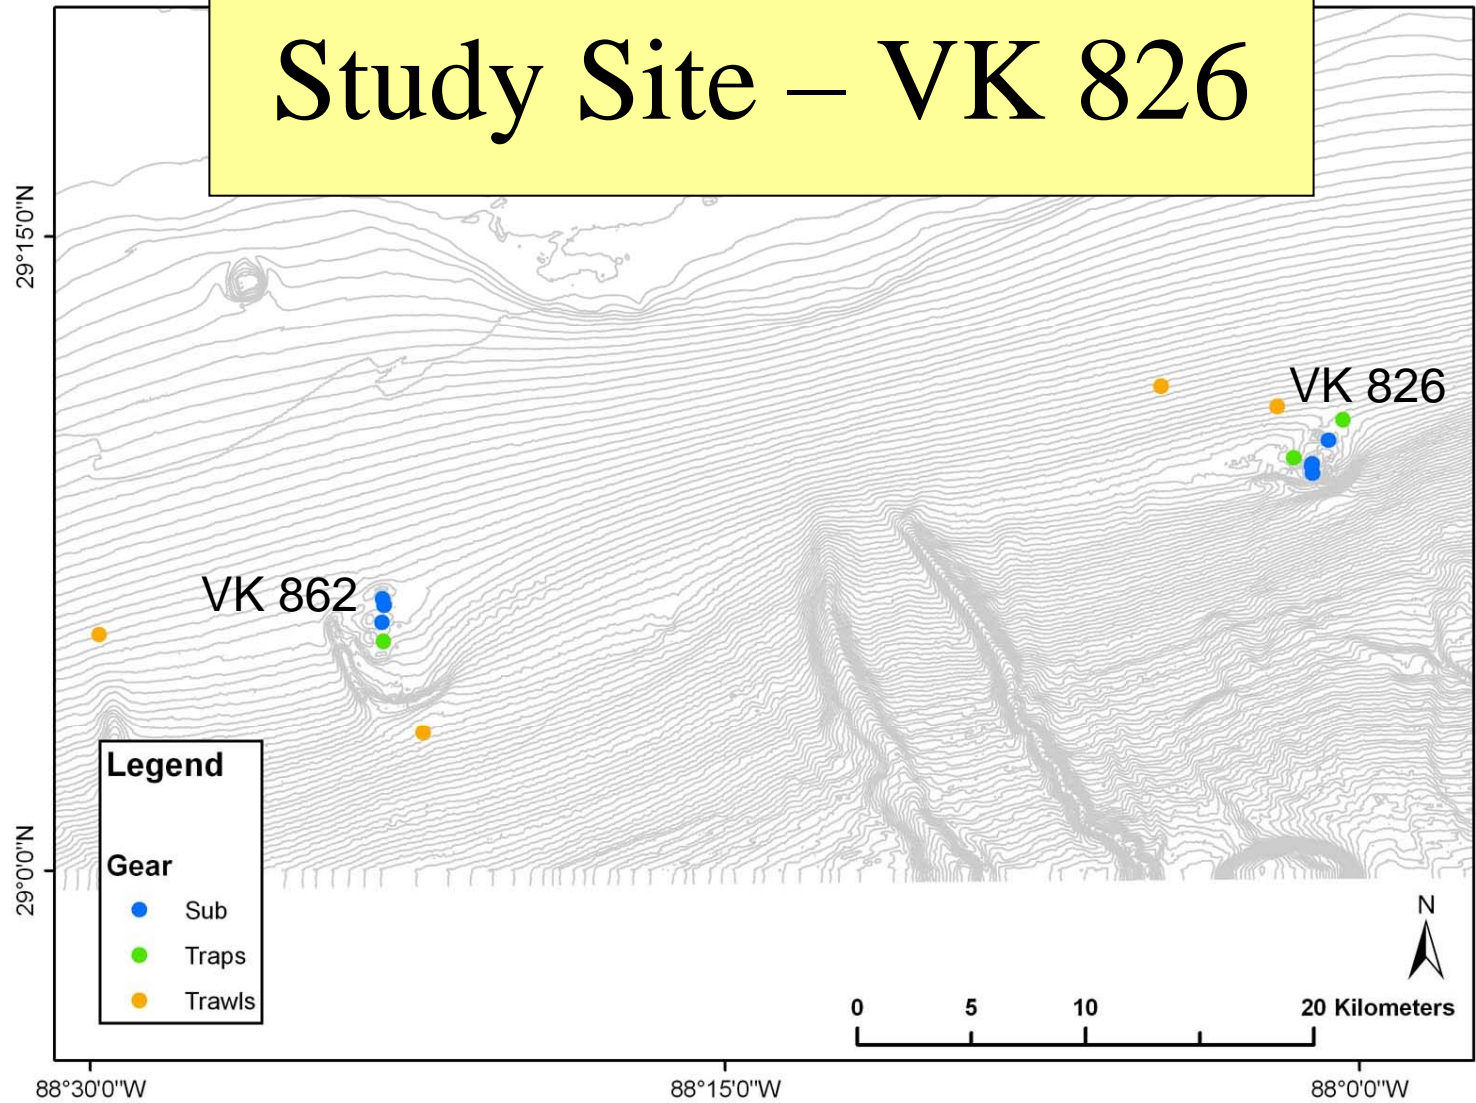 Study Site – VK 826
29°15'0"N
VK 826
VK 862
29°0'0"N
Legend
Gear
Sub
Traps
Trawls
N
0 5 10 20 Kilometers
88°30'0"W 88°15'0"W 88°0'0"W